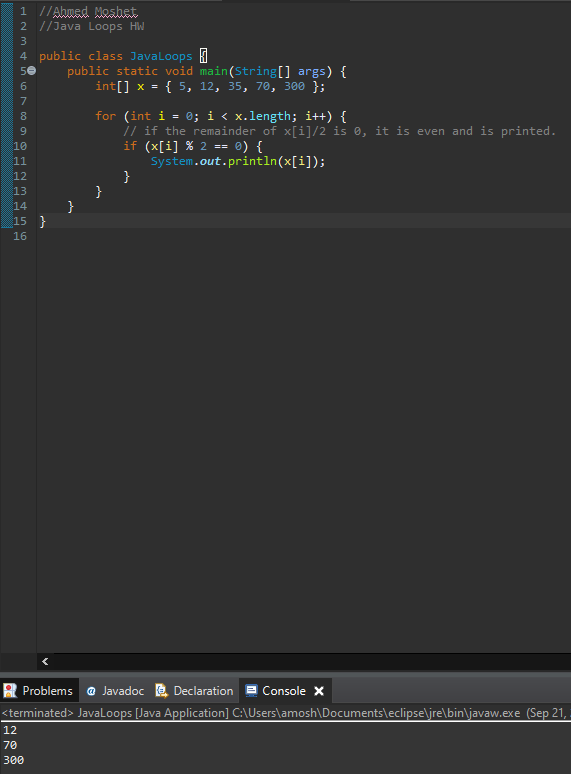 1 //Ahmed Moshet
2 //Java Loops HW
3
4 public class JavaLoops {
5 public static void main(String[] args) {
6 int[] x = { 5, 12, 35, 70, 300 };
7
8 for (int i = 0; i < x.length; i++) {
9 // if the remainder of x[i]/2 is 0, it is even and is printed.
10 if (x[i] % 2 == 0) {
11 System.out.println(x[i]);
12 }
13 }
14 }
15 }
16
Problems @ Javadoc Declaration Console
<terminated> JavaLoops [Java Application] C:\Users\amosh\Documents\eclipse\jre\bin\javaw.exe (Sep 21,
12
70
300